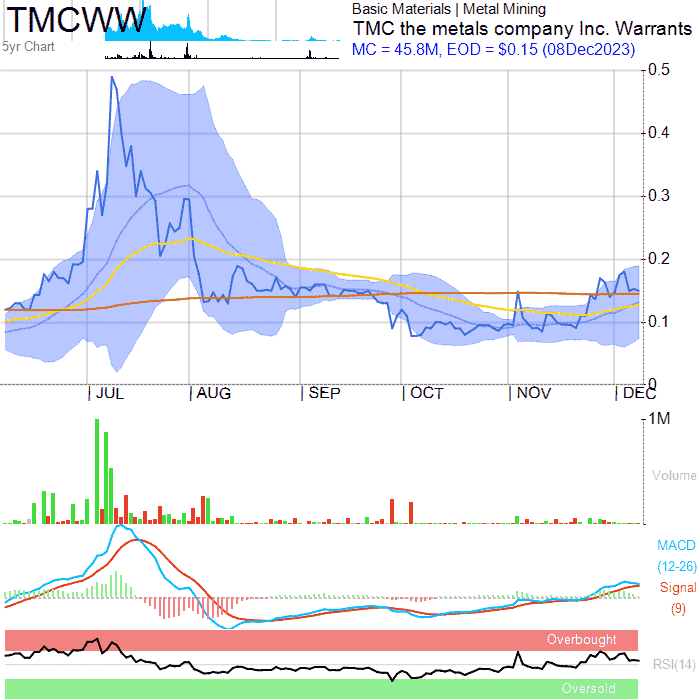 TMCWW
5yr Chart
Basic Materials | Metal Mining
TMC the metals company Inc. Warrants
MC = 45.8M, EOD = $0.15 (08Dec2023)
0.5
0.4
0.3
0.2
0.1
0
JUL AUG SEP OCT NOV DEC
1M
Volume
MACD
(12-26)
Signal
(9)
Overbought
RSI(14)
Oversold